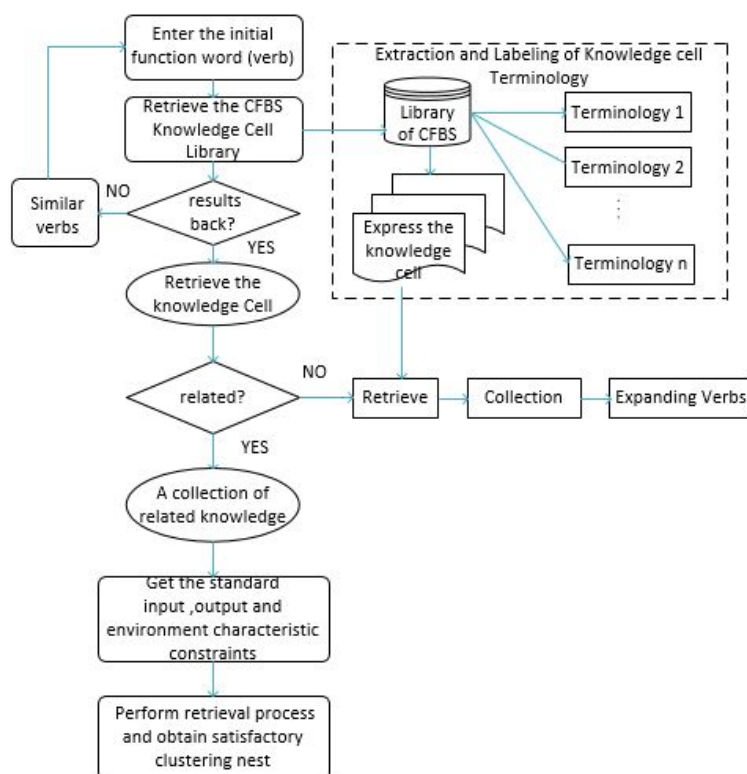 Enter the initial
function word (verb)
Extraction and Labeling of Knowledge cell
Terminology
Retrieve the CFBS
Knowledge Cell
Library
Library
of CFBS
Terminology 1
Terminology 2
Terminology n
Similar
verbs
NO
results
back?
YES
Express the
knowledge
cell
Retrieve the
knowledge Cell
related?
NO
Retrieve
Collection
Expanding Verbs
YES
A collection of
related knowledge
Get the standard
input ,output and
environment characteristic
constraints
Perform retrieval process
and obtain satisfactory
clustering nest